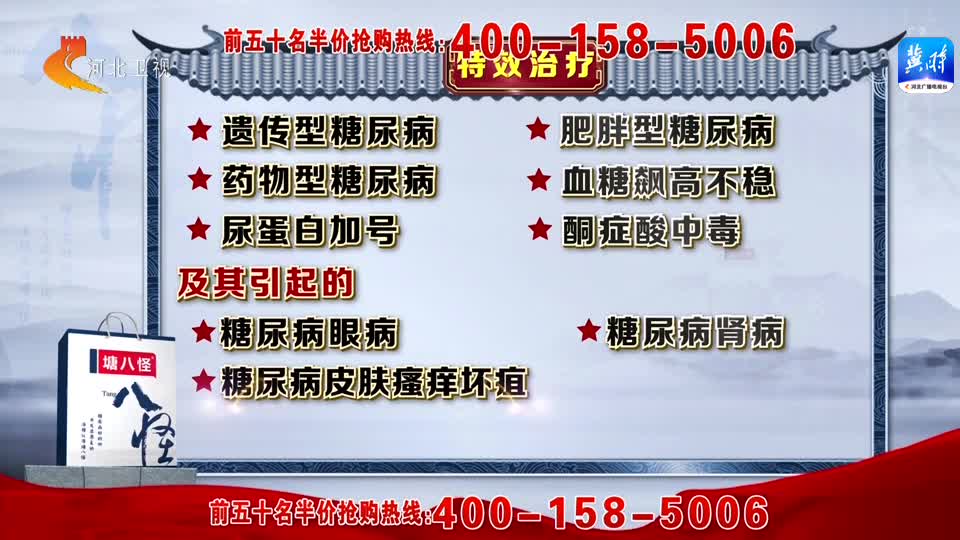 前五十名半价抢购热线:400-158-5006
河北卫视
冀时
河北广播电视台
特效治疗
★ 遗传型糖尿病 ★ 肥胖型糖尿病
★ 药物型糖尿病 ★ 血糖飙高不稳
★ 尿蛋白加号 ★ 酮症酸中毒
及其引起的
★ 糖尿病眼病 ★ 糖尿病肾病
★ 糖尿病皮肤瘙痒坏疽
塘八怪
Tang
八怪
前五十名半价抢购热线:400-158-5006